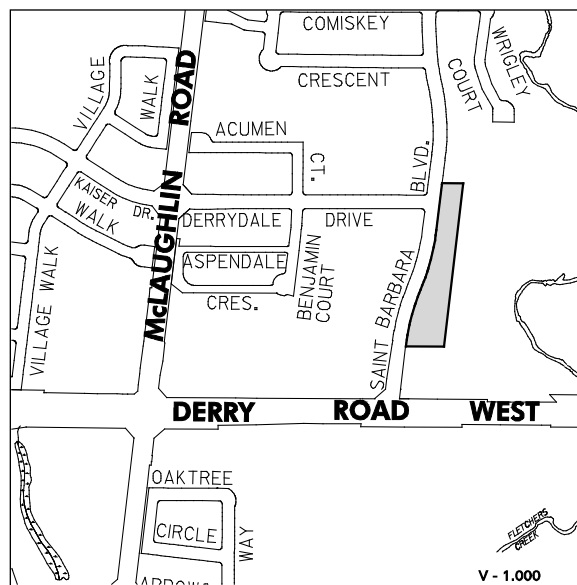 COMISKEY
CRESCENT
WRIGLEY
COURT
VILLAGE
WALK
McLAUGHLIN ROAD
ACUMEN
CT.
BLVD.
KAISER DR.
WALK
DERRYDALE DRIVE
ASPENDALE
CRES.
BENJAMIN
COURT
SAINT BARBARA
VILLAGE WALK
DERRY ROAD WEST
OAKTREE
CIRCLE
WAY
FLETCHERS
CREEK
V - 1.000